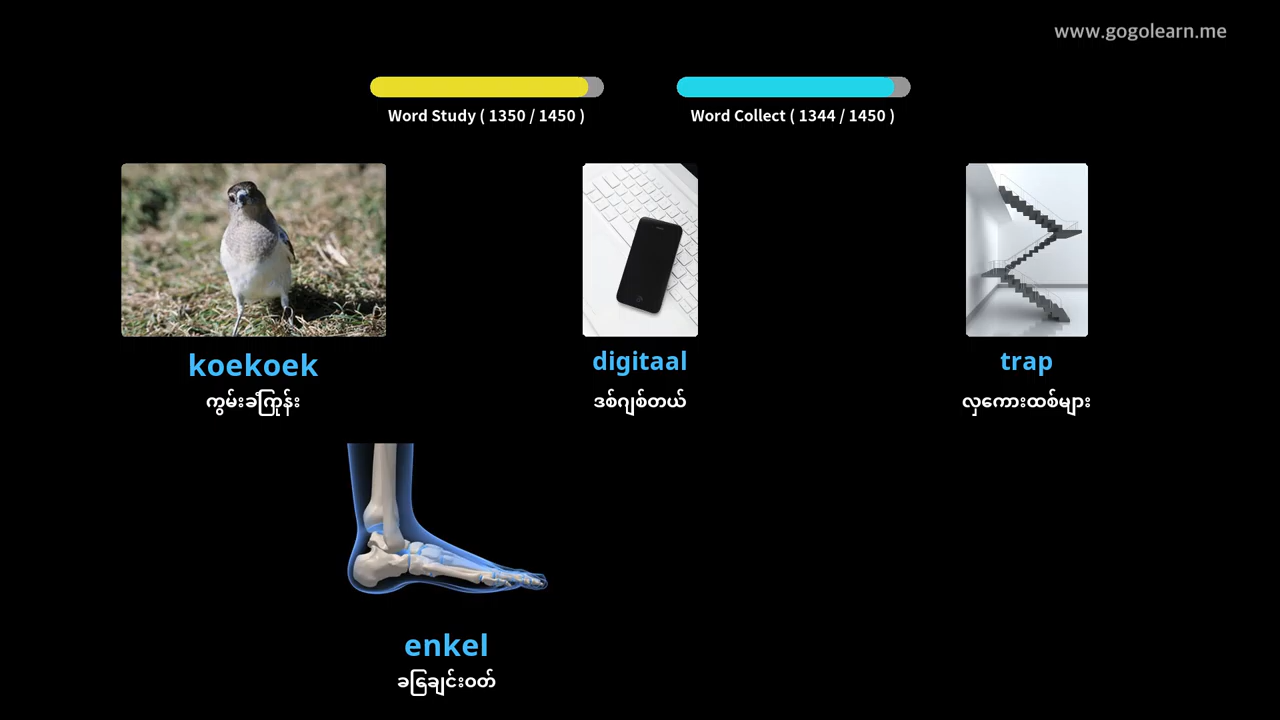 www.gogolearn.me
Word Study ( 1350 / 1450 )
Word Collect ( 1344 / 1450 )
koekoek
digitaal
trap
ကွမ်းခံကြုန်း
ဒစ်ဂျစ်တယ်
လှကေားထစ်များ
enkel
ခြေချင်းဝတ်